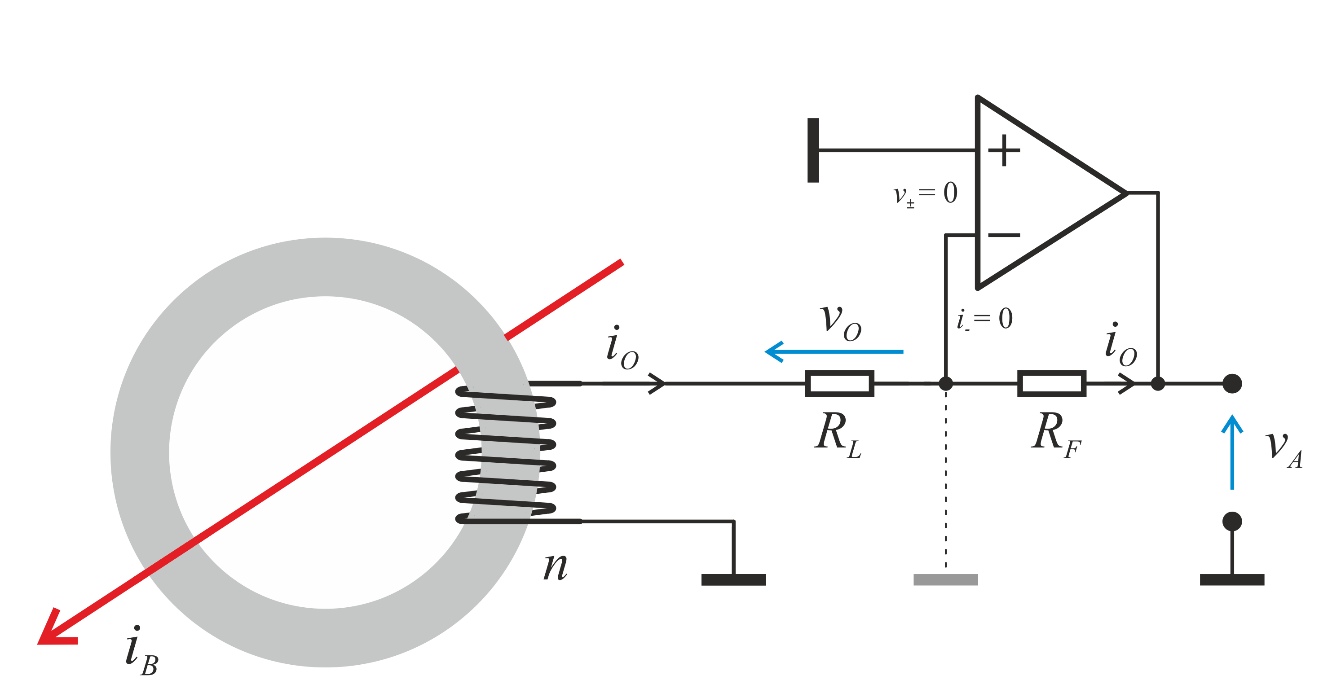 +
v± = 0
−
i- = 0
vO
iO
iO
RL
RF
vA
n
iB